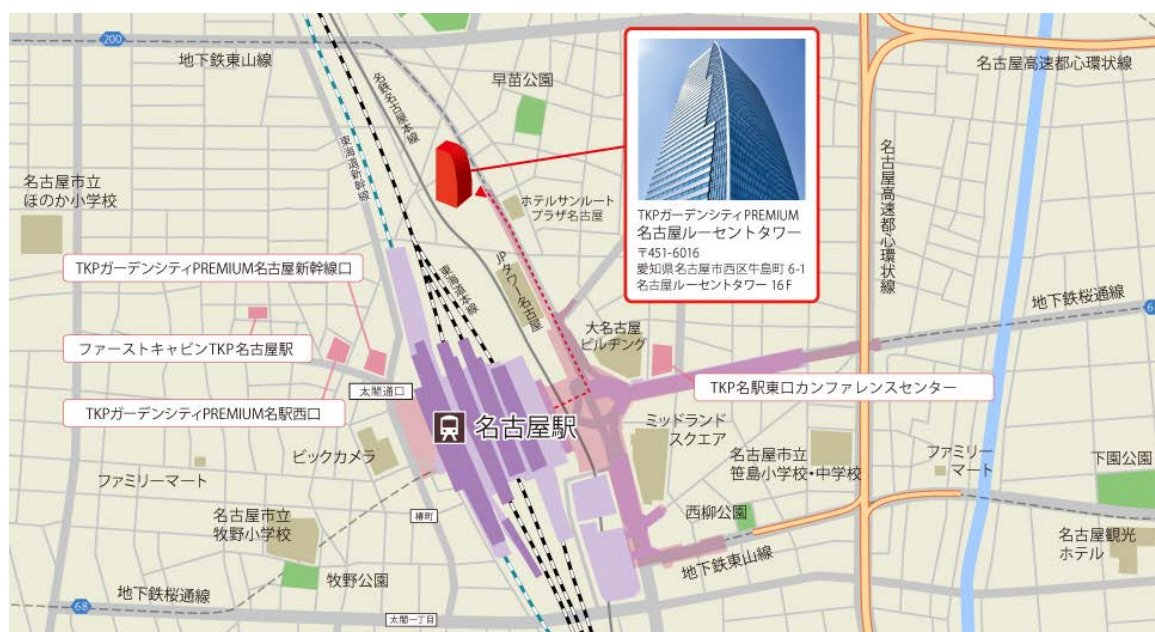 200
地下鉄東山線
早苗公園
名古屋高速都心環状線
名鉄名古屋本線
東海道新幹線
名古屋市立
ほのか小学校
ホテルサンルート
プラザ名古屋
TKPガーデンシティPREMIUM
名古屋ルーセントタワー
〒451-6016
愛知県名古屋市西区牛島町 6-1
名古屋ルーセントタワー 16F
名古屋高速都心環状線
TKPガーデンシティPREMIUM名古屋新幹線口
東海道本線
JPタワー名古屋
地下鉄桜通線
6
ファーストキャビンTKP名古屋駅
大名古屋
ビルヂング
太閤通口
TKP名駅東口カンファレンスセンター
TKPガーデンシティPREMIUM名駅西口
名古屋駅
ミッドランド
スクエア
ビックカメラ
名古屋市立
笹島小学校・中学校
ファミリー
マート
下園公園
ファミリーマート
椿町
西柳公園
名古屋市立
牧野小学校
名古屋観光
ホテル
地下鉄東山線
牧野公園
地下鉄桜通線
68
太閤一丁目